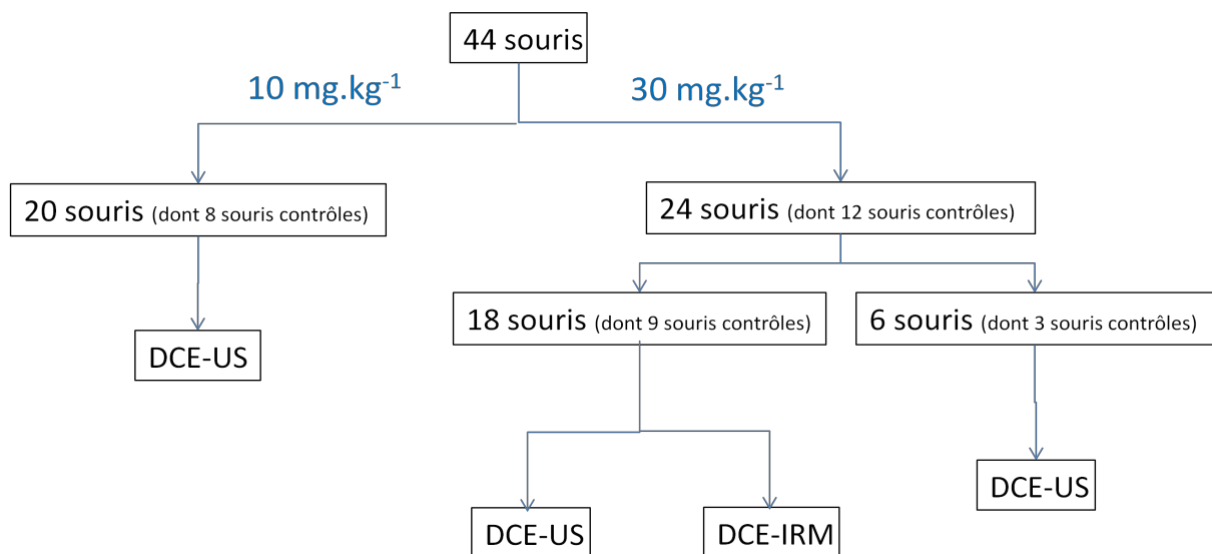 44 souris
10 mg.kg⁻¹
30 mg.kg⁻¹
20 souris (dont 8 souris contrôles)
24 souris (dont 12 souris contrôles)
18 souris (dont 9 souris contrôles)
6 souris (dont 3 souris contrôles)
DCE-US
DCE-US
DCE-IRM
DCE-US